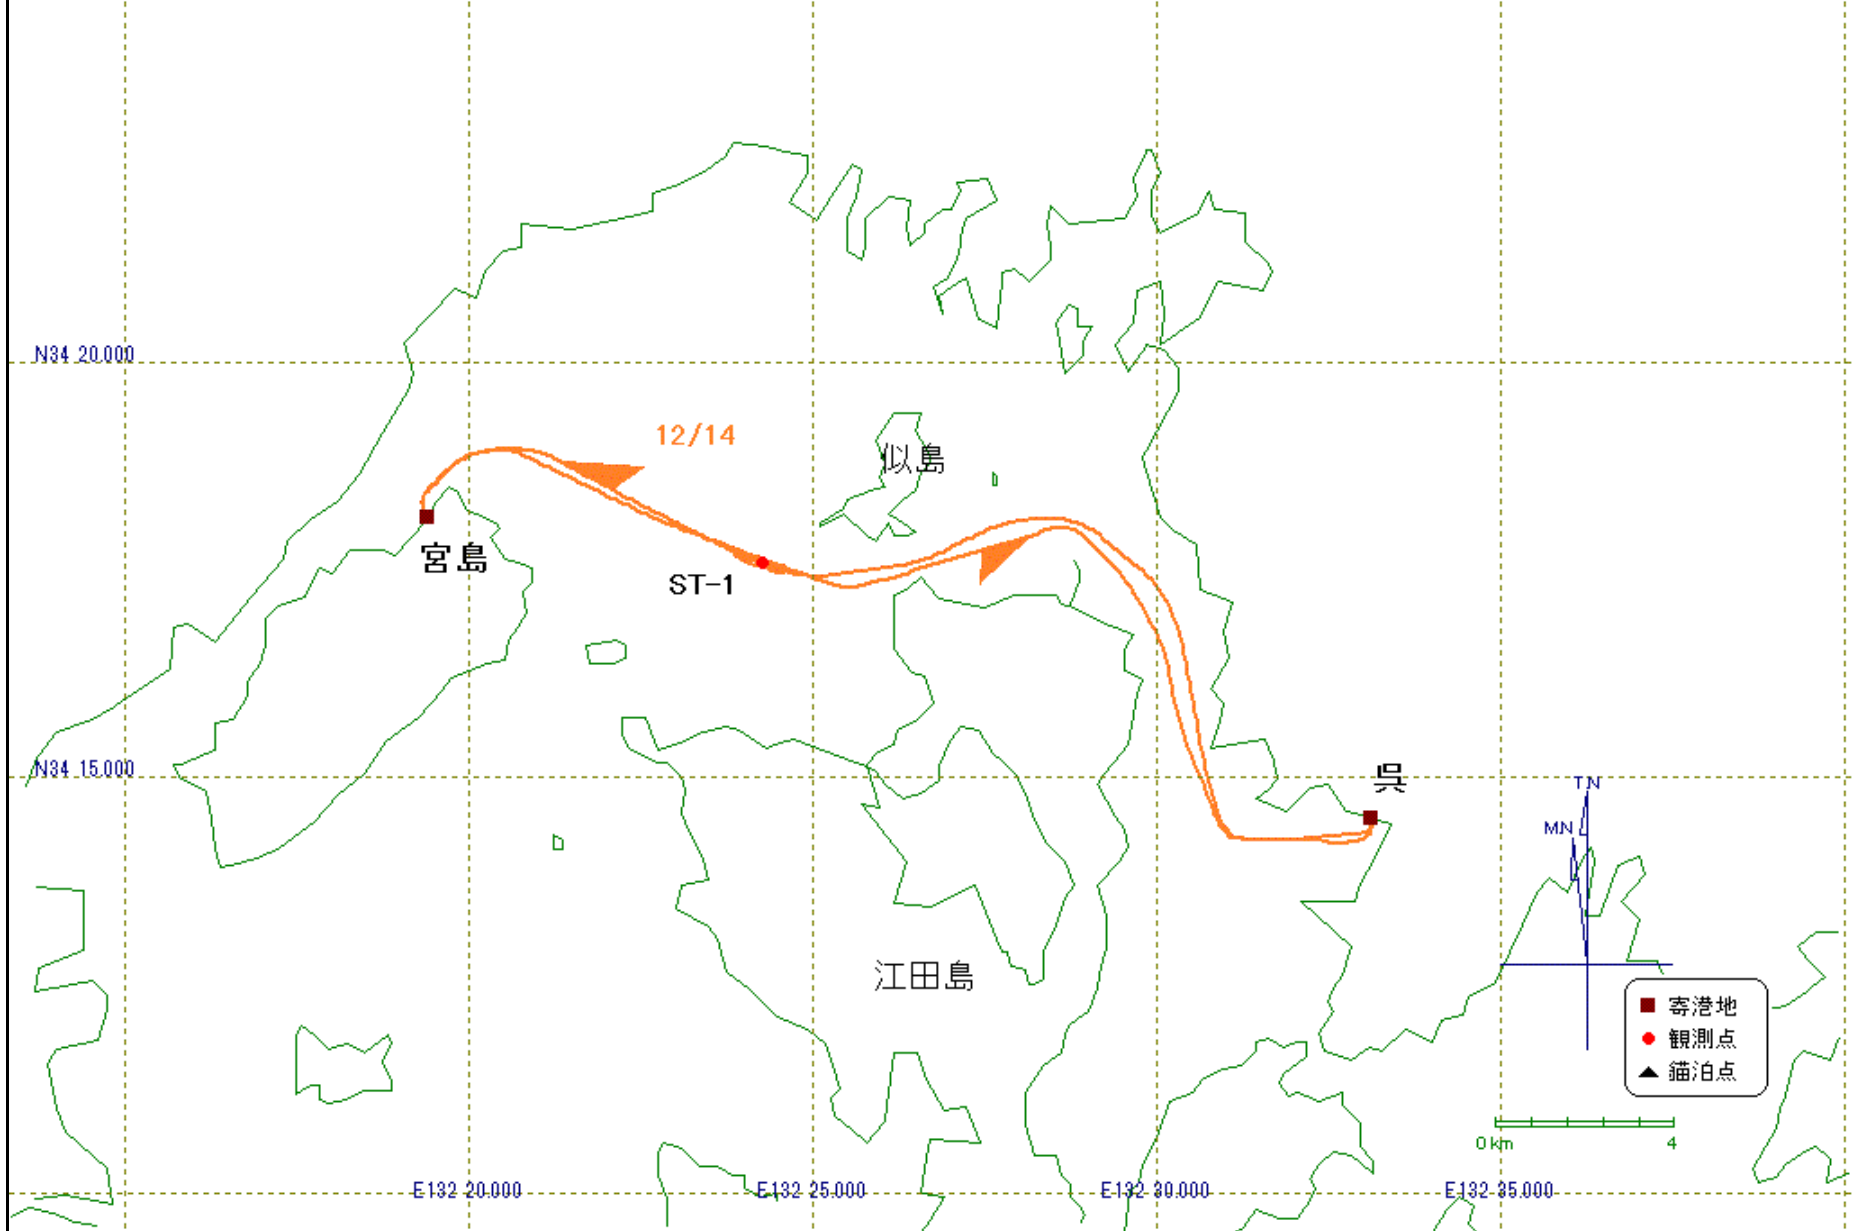 N34 20.000
12/14
似島
宮島
ST-1
N34 15.000
呉
TN
MN
江田島
寄港地
観測点
錨泊点
0 km 4
E132 20.000 E132 25.000 E132 30.000 E132 35.000